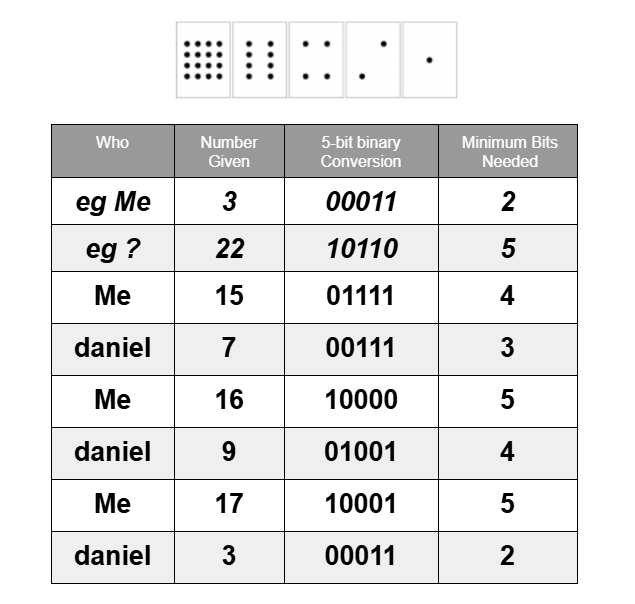 Who Number Given 5-bit binary Conversion Minimum Bits Needed
eg Me 3 00011 2
eg ? 22 10110 5
Me 15 01111 4
daniel 7 00111 3
Me 16 10000 5
daniel 9 01001 4
Me 17 10001 5
daniel 3 00011 2